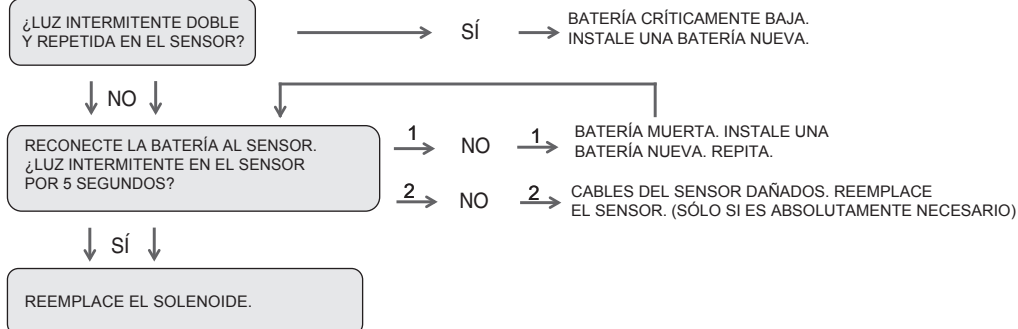 ¿LUZ INTERMITENTE DOBLE
Y REPETIDA EN EL SENSOR?
SÍ
BATERÍA CRÍTICAMENTE BAJA.
INSTALE UNA BATERÍA NUEVA.
NO
RECONECTE LA BATERÍA AL SENSOR.
¿LUZ INTERMITENTE EN EL SENSOR
POR 5 SEGUNDOS?
1
NO
1
BATERÍA MUERTA. INSTALE UNA
BATERÍA NUEVA. REPITA.
2
NO
2
CABLES DEL SENSOR DAÑADOS. REEMPLACE
EL SENSOR. (SÓLO SI ES ABSOLUTAMENTE NECESARIO)
SÍ
REEMPLACE EL SOLENOIDE.